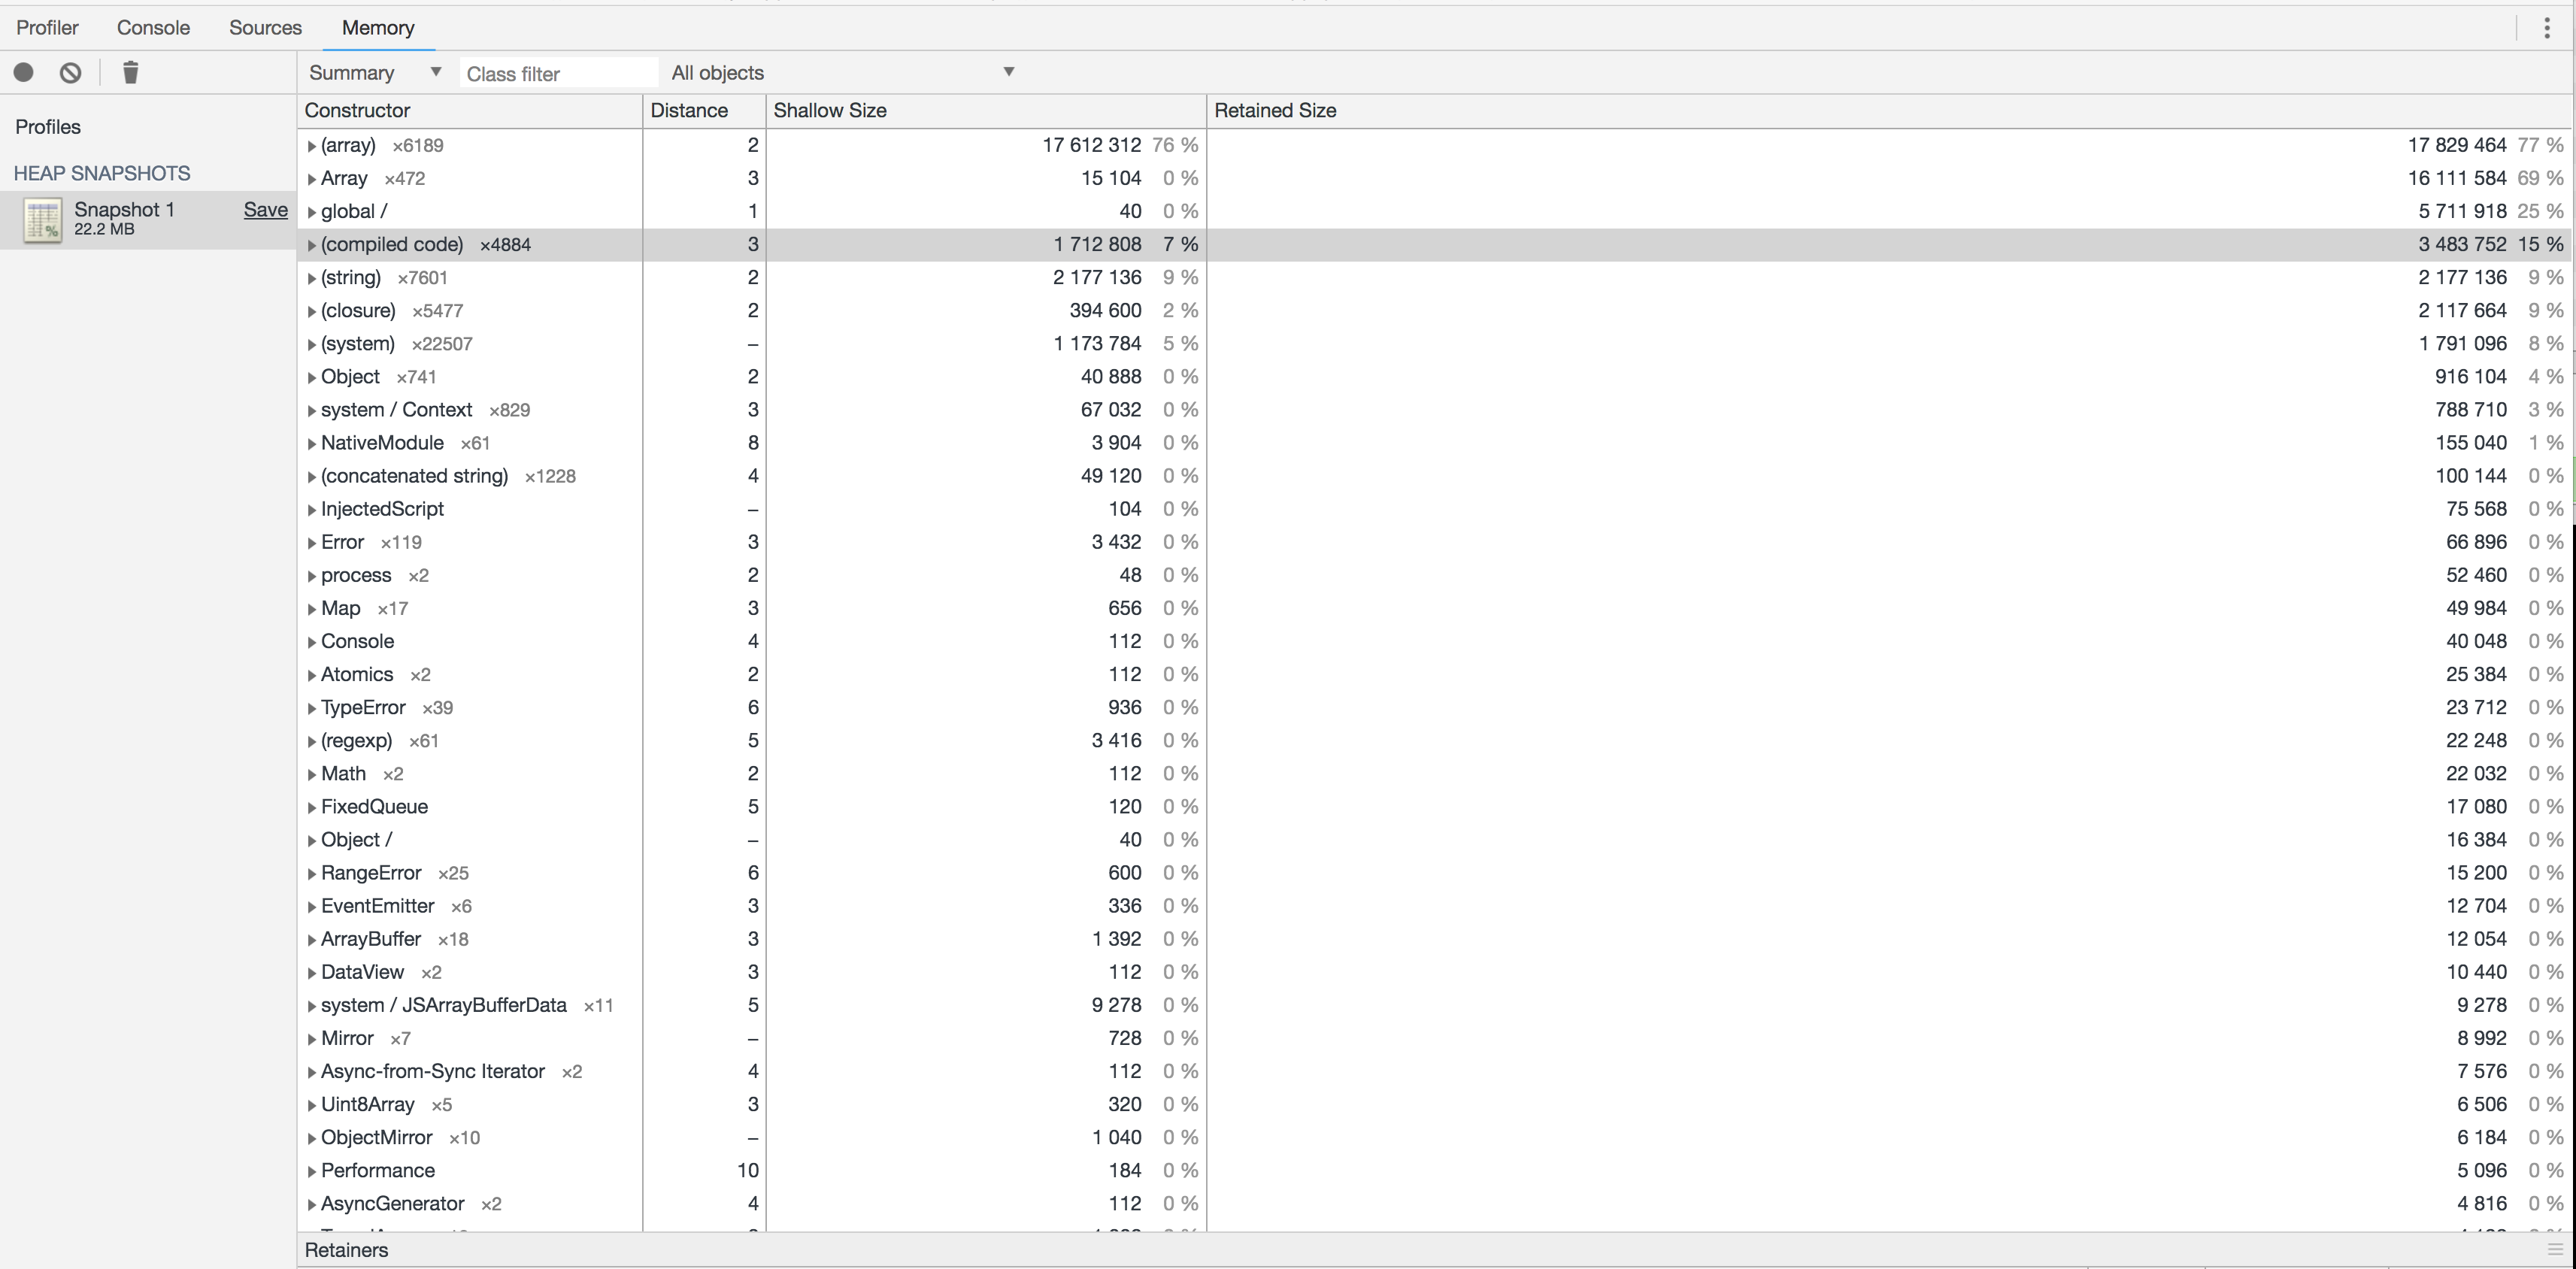 Profiler Console Sources Memory
Summary ▼ Class filter All objects ▼
Profiles
HEAP SNAPSHOTS
Snapshot 1 Save
22.2 MB
Constructor Distance Shallow Size Retained Size
(array) ×6189 2 17 612 312 76 % 17 829 464 77 %
Array ×472 3 15 104 0 % 16 111 584 69 %
global / 1 40 0 % 5 711 918 25 %
(compiled code) ×4884 3 1 712 808 7 % 3 483 752 15 %
(string) ×7601 2 2 177 136 9 % 2 177 136 9 %
(closure) ×5477 2 394 600 2 % 2 117 664 9 %
(system) ×22507 – 1 173 784 5 % 1 791 096 8 %
Object ×741 2 40 888 0 % 916 104 4 %
system / Context ×829 3 67 032 0 % 788 710 3 %
NativeModule ×61 8 3 904 0 % 155 040 1 %
(concatenated string) ×1228 4 49 120 0 % 100 144 0 %
InjectedScript – 104 0 % 75 568 0 %
Error ×119 3 3 432 0 % 66 896 0 %
process ×2 2 48 0 % 52 460 0 %
Map ×17 3 656 0 % 49 984 0 %
Console 4 112 0 % 40 048 0 %
Atomics ×2 2 112 0 % 25 384 0 %
TypeError ×39 6 936 0 % 23 712 0 %
(regexp) ×61 5 3 416 0 % 22 248 0 %
Math ×2 2 112 0 % 22 032 0 %
FixedQueue 5 120 0 % 17 080 0 %
Object / – 40 0 % 16 384 0 %
RangeError ×25 6 600 0 % 15 200 0 %
EventEmitter ×6 3 336 0 % 12 704 0 %
ArrayBuffer ×18 3 1 392 0 % 12 054 0 %
DataView ×2 3 112 0 % 10 440 0 %
system / JSArrayBufferData ×11 5 9 278 0 % 9 278 0 %
Mirror ×7 – 728 0 % 8 992 0 %
Async-from-Sync Iterator ×2 4 112 0 % 7 576 0 %
Uint8Array ×5 3 320 0 % 6 506 0 %
ObjectMirror ×10 – 1 040 0 % 6 184 0 %
Performance 10 184 0 % 5 096 0 %
AsyncGenerator ×2 4 112 0 % 4 816 0 %
Retainers